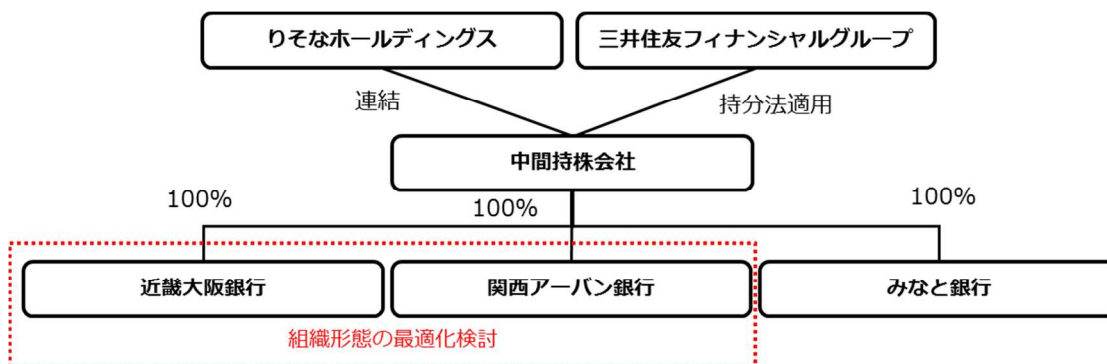 りそなホールディングス
三井住友フィナンシャルグループ
連結
持分法適用
中間持株会社
100%
100%
100%
近畿大阪銀行
関西アーバン銀行
みなと銀行
組織形態の最適化検討